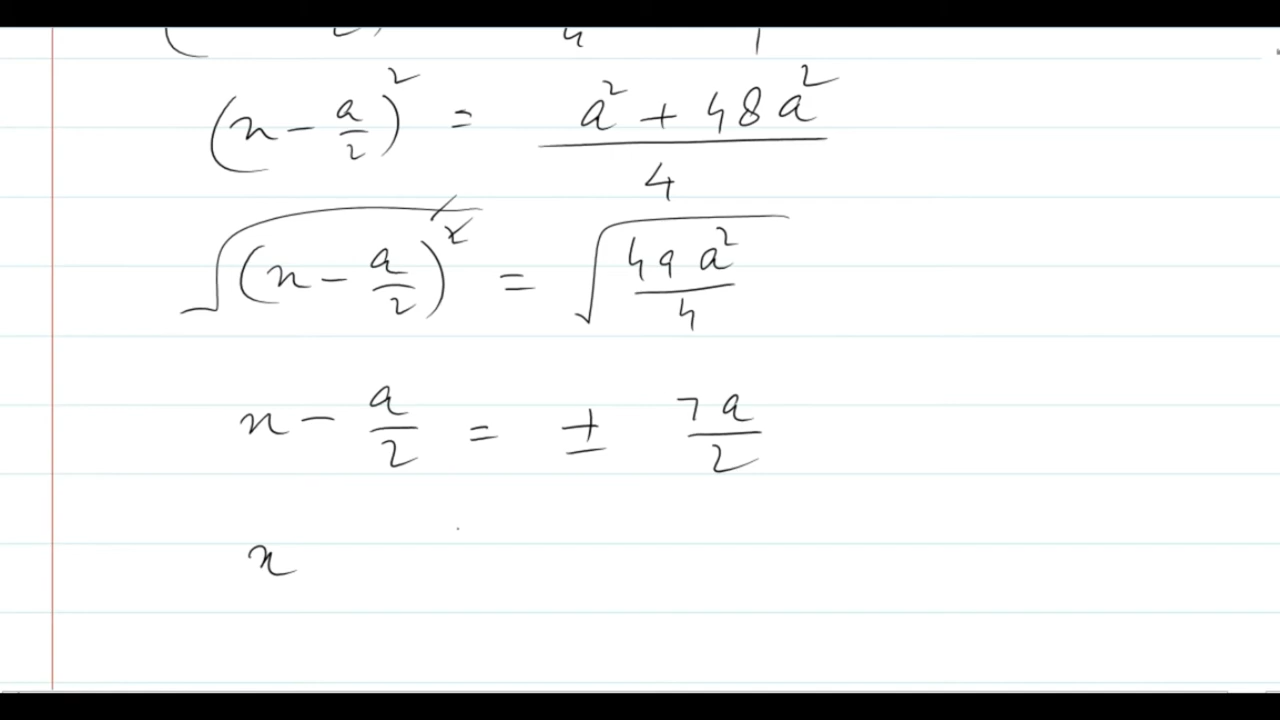 (x - a/2)² = (a² + 48a²)/4
√(x - a/2)² = √(49a²/4)
x - a/2 = ± 7a/2
x